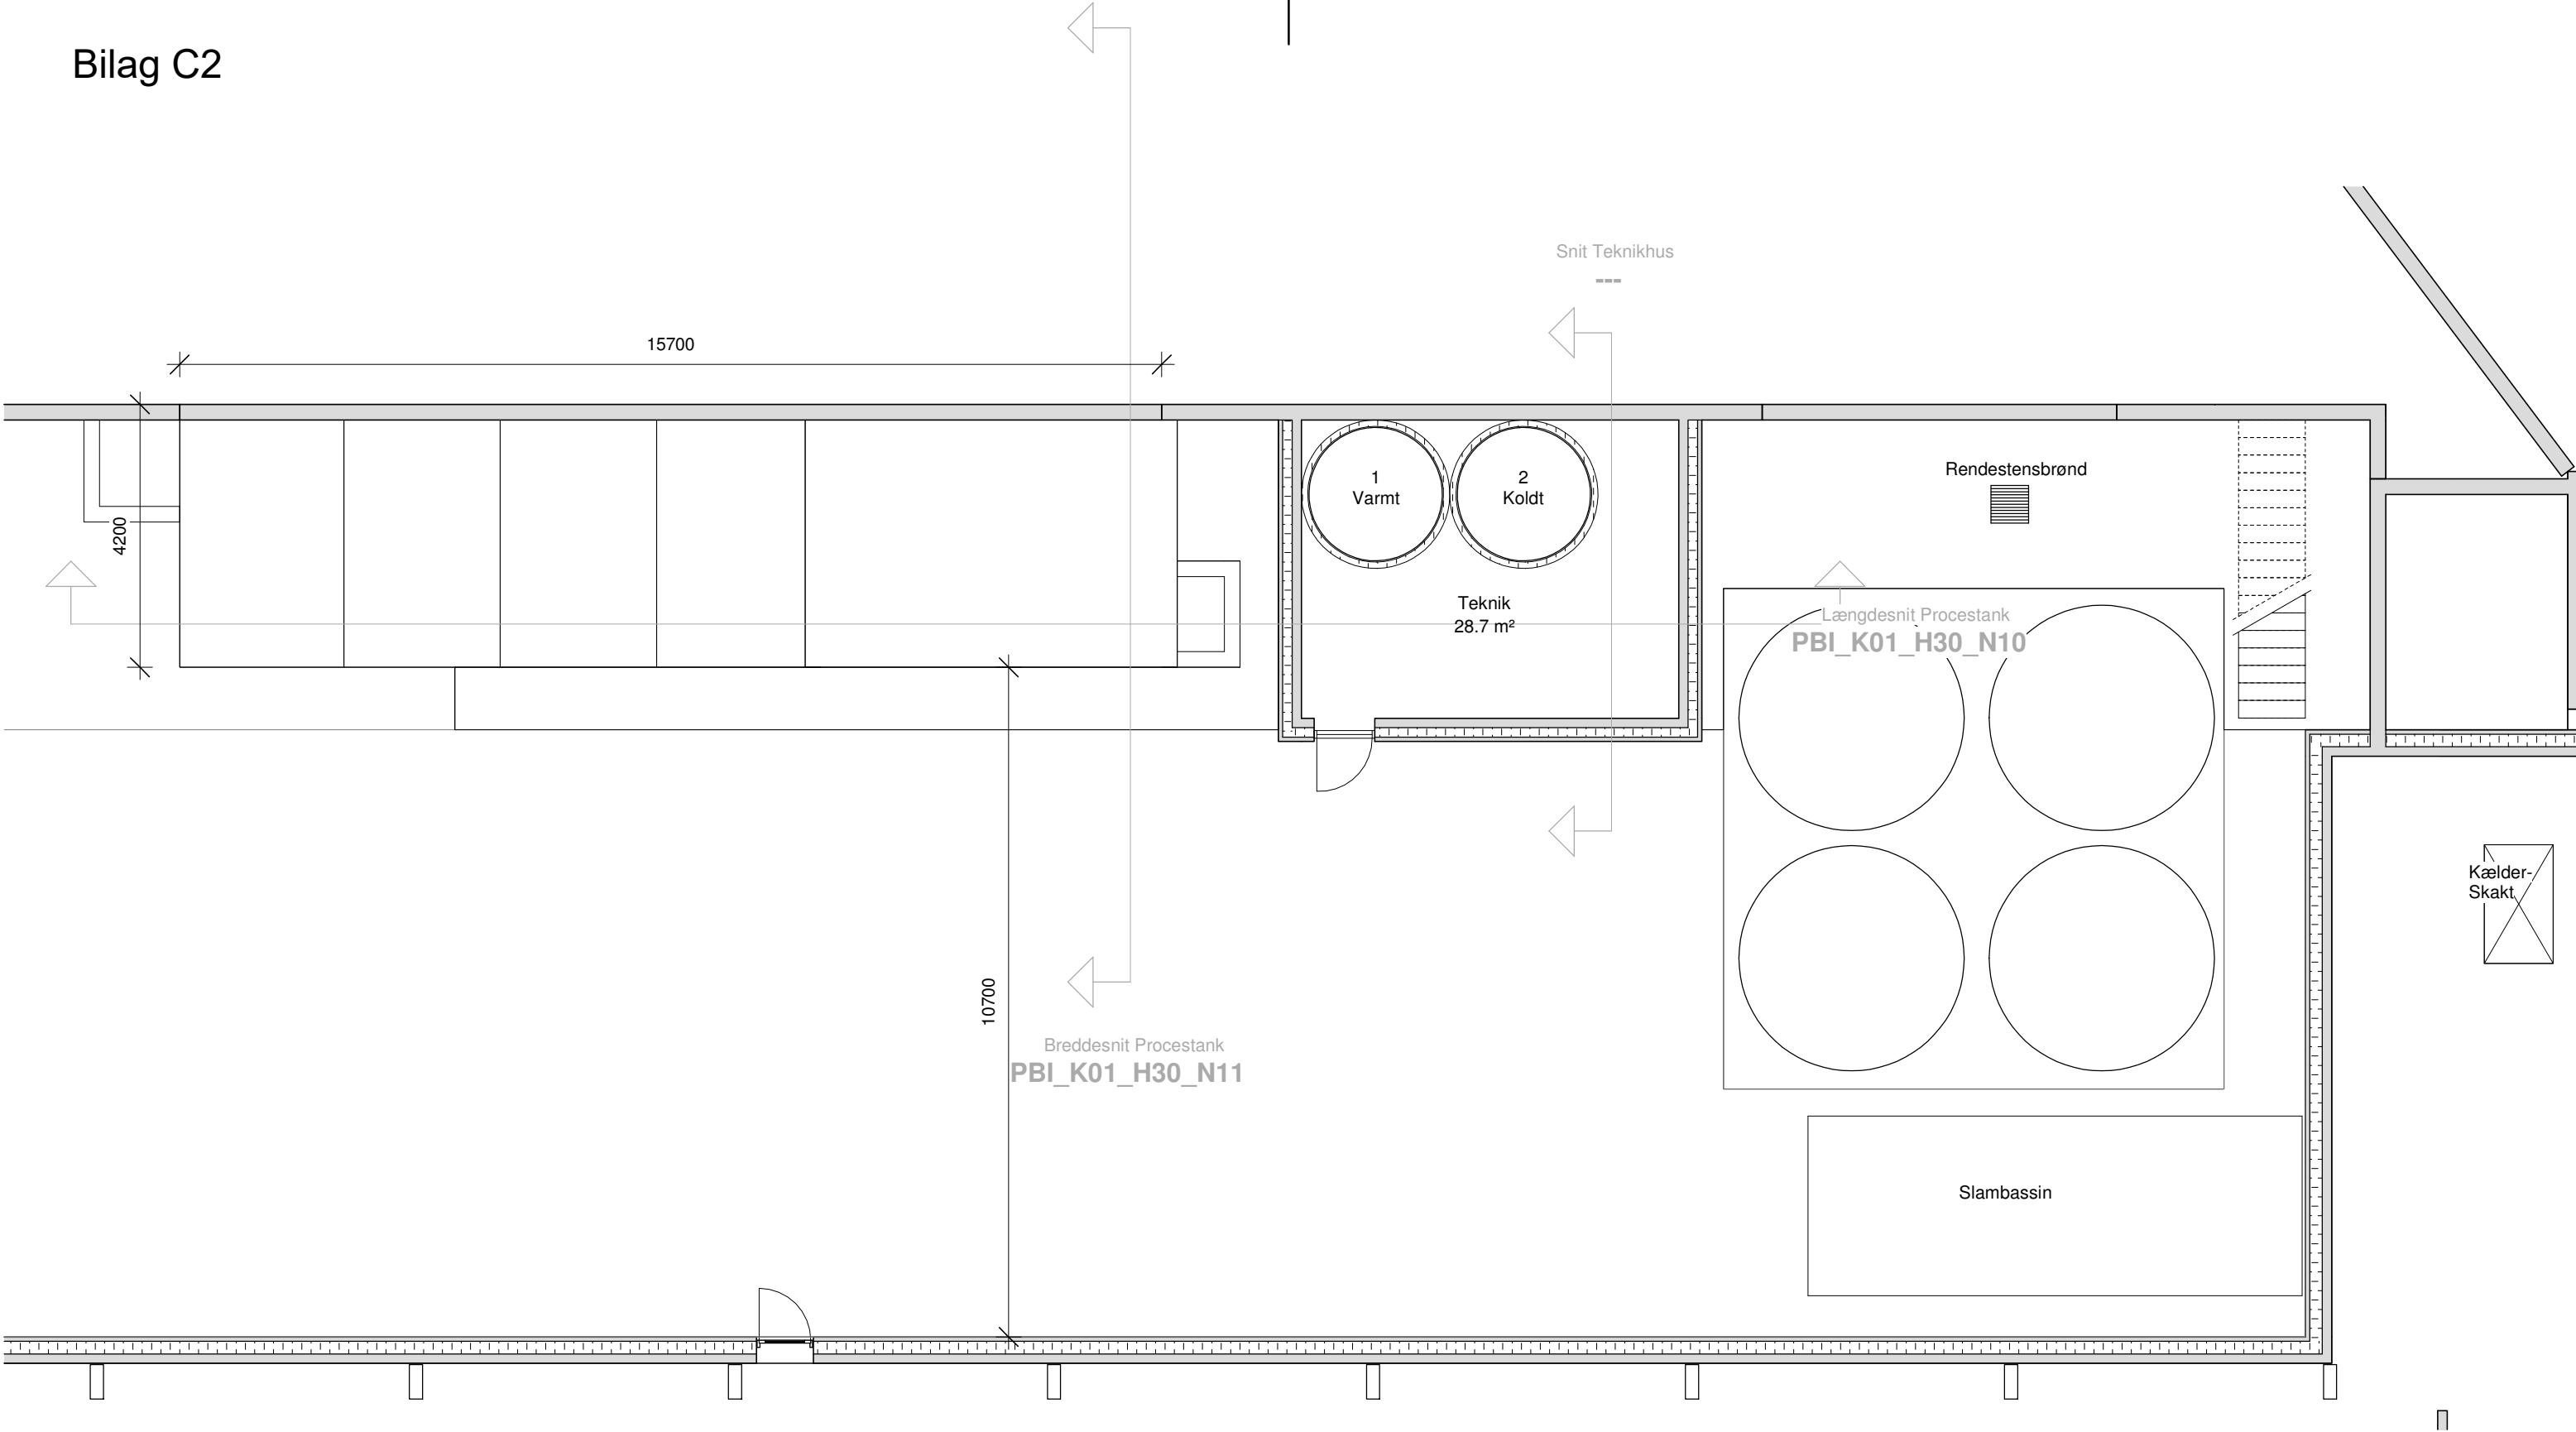 Bilag C2
Snit Teknikhus
---
15700
4200
1
Varmt
2
Koldt
Rendestensbrønd
Teknik
28.7 m²
Længdesnit Procestank
PBI_K01_H30_N10
Kælder-
Skakt
10700
Breddesnit Procestank
PBI_K01_H30_N11
Slambassin